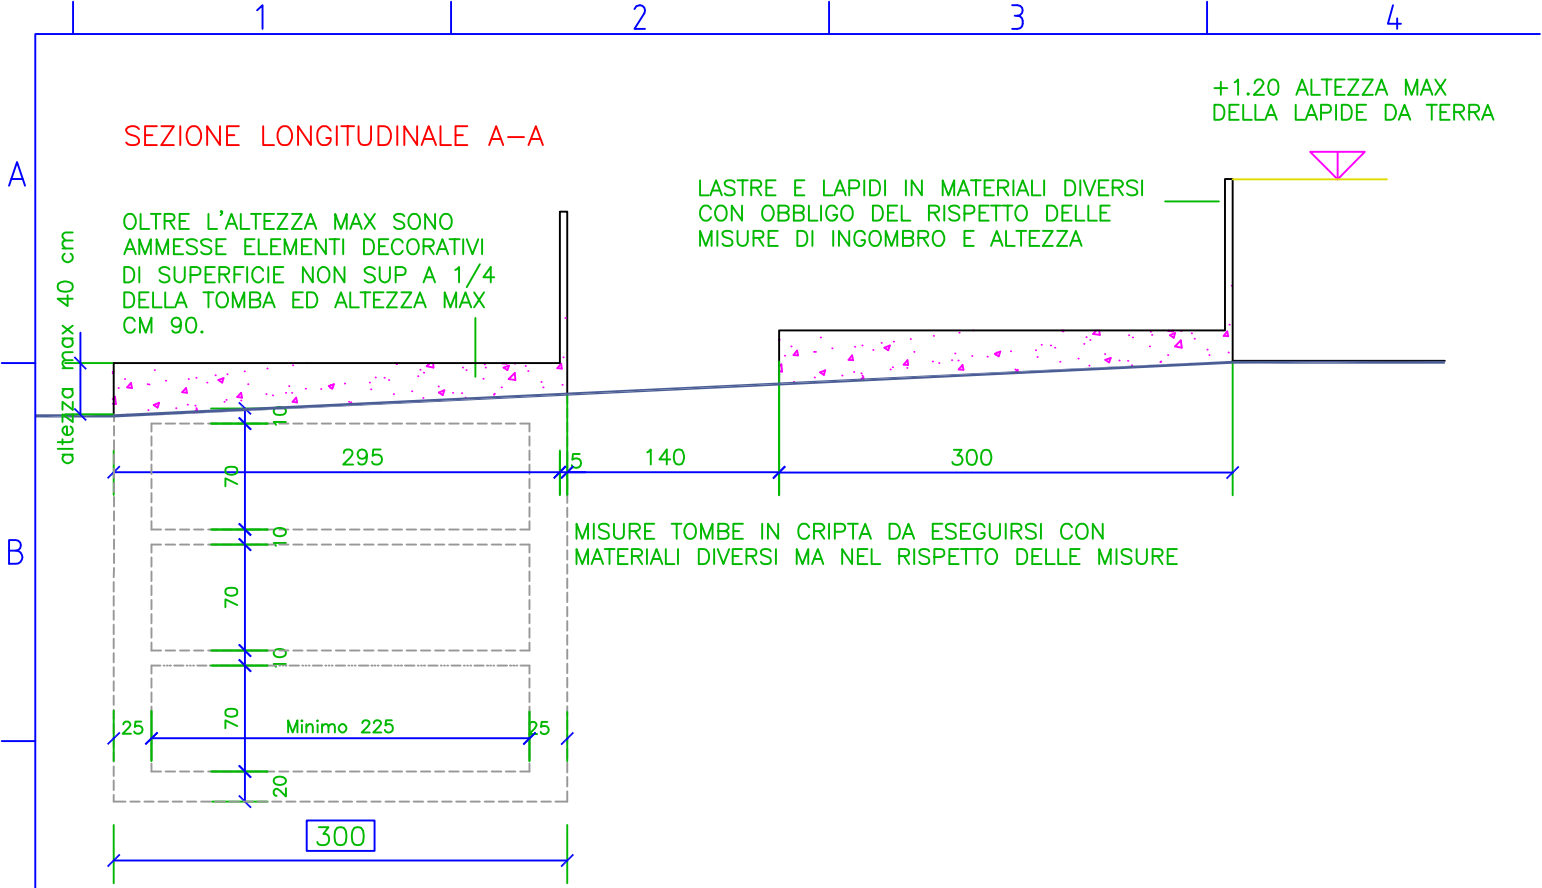 1
2
3
4
+1.20 ALTEZZA MAX
DELLA LAPIDE DA TERRA
SEZIONE LONGITUDINALE A-A
A
LASTRE E LAPIDI IN MATERIALI DIVERSI
CON OBBLIGO DEL RISPETTO DELLE
MISURE DI INGOMBRO E ALTEZZA
OLTRE L'ALTEZZA MAX SONO
AMMESSE ELEMENTI DECORATIVI
DI SUPERFICIE NON SUP A 1/4
DELLA TOMBA ED ALTEZZA MAX
CM 90.
altezza max 40 cm
10
295
5
140
300
70
10
MISURE TOMBE IN CRIPTA DA ESEGUIRSI CON
MATERIALI DIVERSI MA NEL RISPETTO DELLE MISURE
B
70
10
70
25
Minimo 225
25
20
300